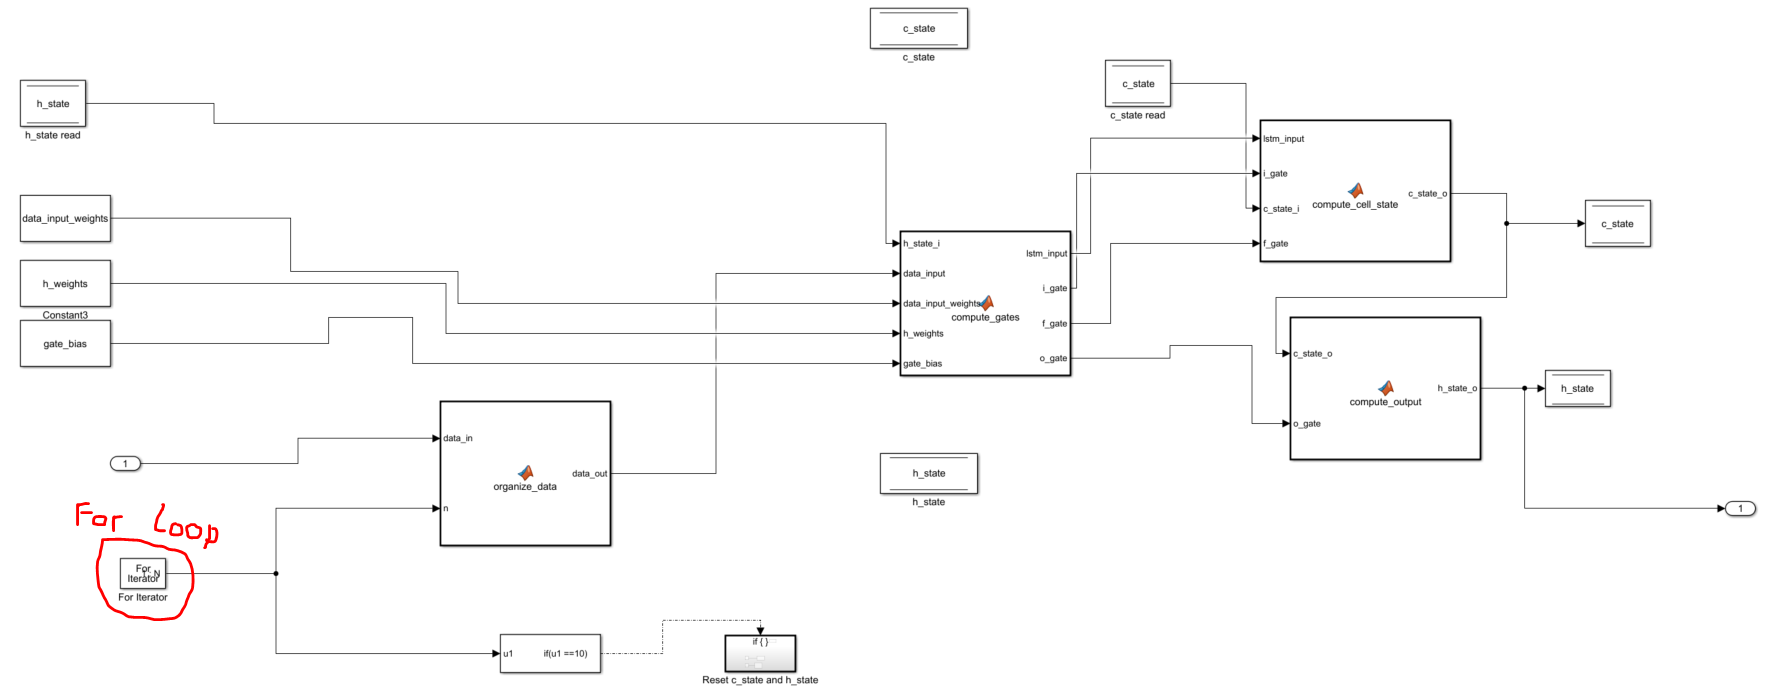 c_state
c_state
h_state
h_state read
c_state
c_state read
data_input_weights
h_weights
Constant3
gate_bias
lstm_input
i_gate
c_state_i
f_gate
compute_cell_state
c_state_o
c_state
h_state_i
data_input
data_input_weights
h_weights
gate_bias
compute_gates
lstm_input
i_gate
f_gate
o_gate
c_state_o
o_gate
compute_output
h_state_o
h_state
1
data_in
n
organize_data
data_out
h_state
h_state
1
For Loop
For
Iterator
1 : N
For Iterator
u1
if(u1 ==10)
if { }
Reset c_state and h_state